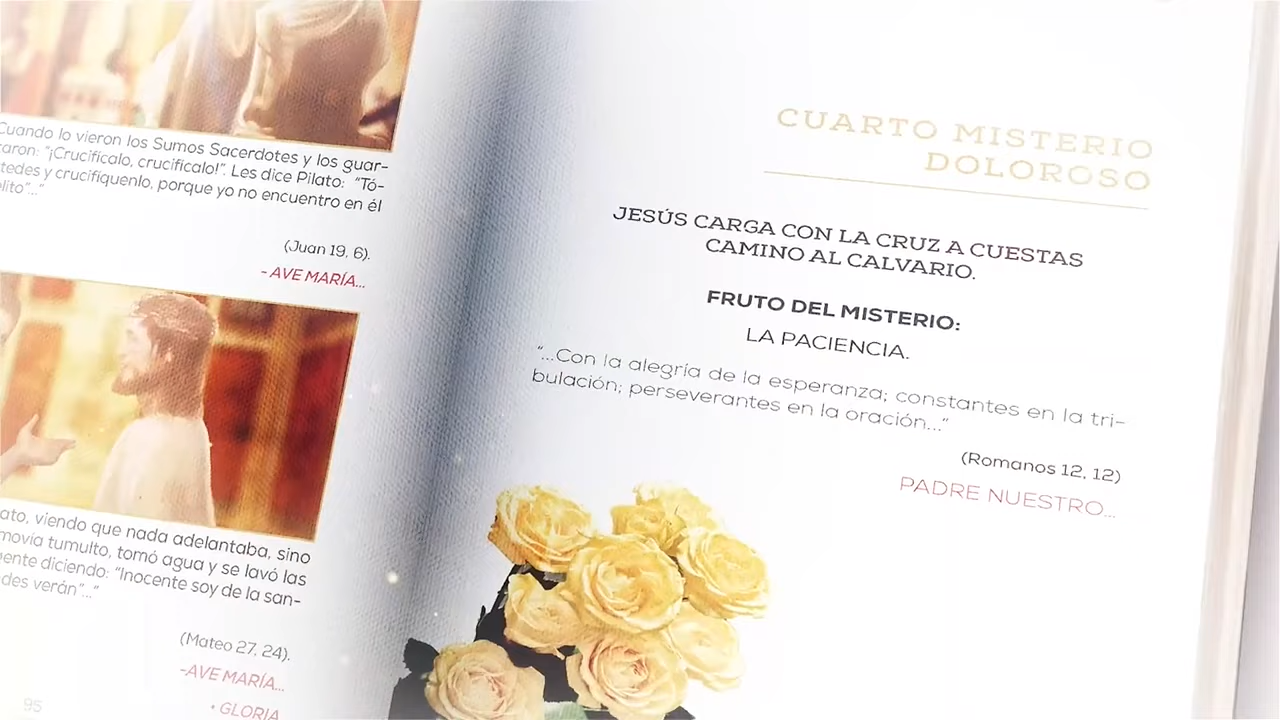 Cuando lo vieron los Sumos Sacerdotes y los guar-
taron: “¡Crucifícalo, crucifícalo!”. Les dice Pilato: “Tó-
tedes y crucifíquenlo, porque yo no encuentro en él
elito”...”
(Juan 19, 6).
- AVE MARÍA...
ato, viendo que nada adelantaba, sino
movía tumulto, tomó agua y se lavó las
ente diciendo: “Inocente soy de la san-
des verán”...”
(Mateo 27, 24).
-AVE MARÍA...
• GLORIA
95
CUARTO MISTERIO
DOLOROSO
JESÚS CARGA CON LA CRUZ A CUESTAS
CAMINO AL CALVARIO.
FRUTO DEL MISTERIO:
LA PACIENCIA.
“...Con la alegría de la esperanza; constantes en la tri-
bulación; perseverantes en la oración...”
(Romanos 12, 12)
PADRE NUESTRO...